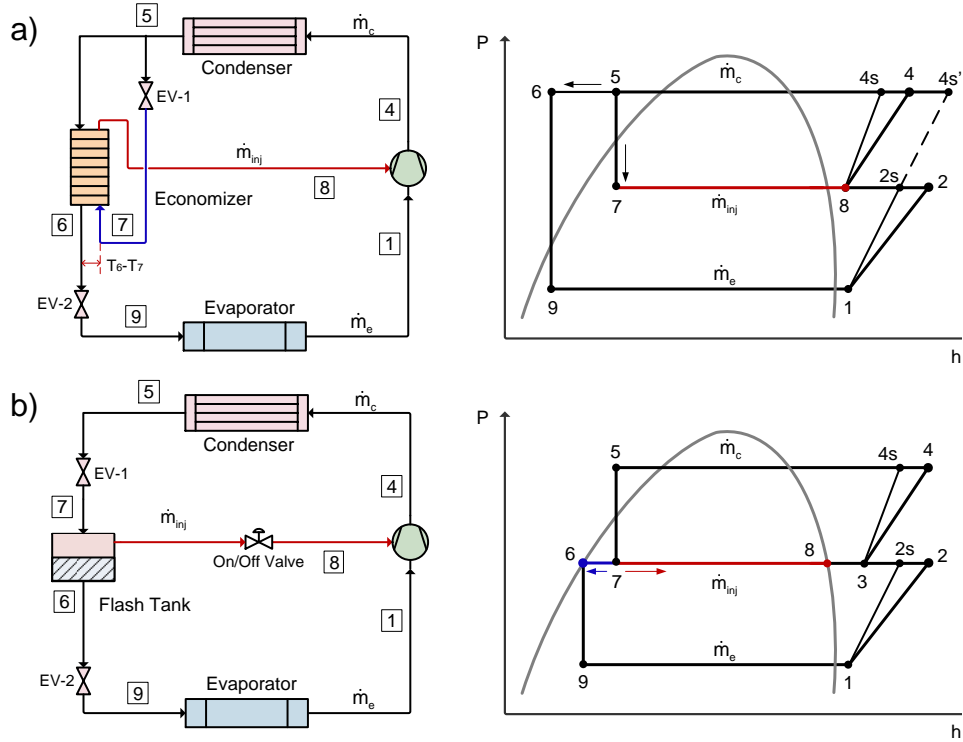 a)
5
ṁc
Condenser
EV-1
4
ṁinj
8
Economizer
6
7
1
T6-T7
EV-2
9
Evaporator
ṁe
P
6
5
ṁc
4s
4
4s'
7
ṁinj
8
2s
2
ṁe
9
1
h
b)
5
ṁc
Condenser
EV-1
4
7
ṁinj
On/Off Valve
8
6
Flash Tank
1
EV-2
9
Evaporator
ṁe
P
5
ṁc
4s
4
6
7
ṁinj
8
3
2s
2
ṁe
9
1
h